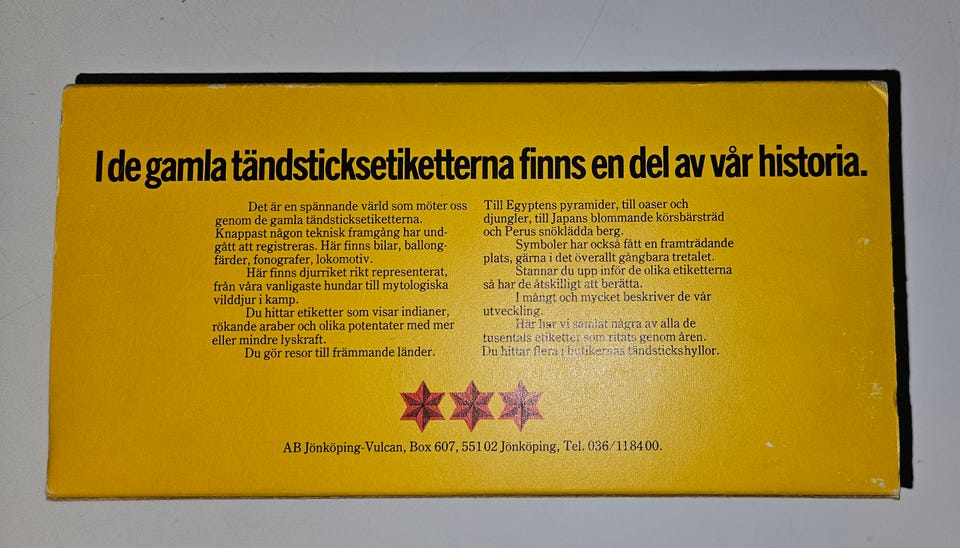 I de gamla tändsticksetiketterna finns en del av vår historia.
Det är en spännande värld som möter oss
genom de gamla tändsticksetiketterna.
Knappast någon teknisk framgång har und-
gått att registreras. Här finns bilar, ballong-
färder, fonografer, lokomotiv.
Här finns djurriket rikt representerat,
från våra vanligaste hundar till mytologiska
vilddjur i kamp.
Du hittar etiketter som visar indianer,
rökande araber och olika potentater med mer
eller mindre lyskraft.
Du gör resor till främmande länder.
Till Egyptens pyramider, till oaser och
djungler, till Japans blommande körsbärsträd
och Perus snöklädda berg.
Symboler har också fått en framträdande
plats, gärna i det överallt gångbara tretalet.
Stannar du upp inför de olika etiketterna
så har de åtskilligt att berätta.
I mångt och mycket beskriver de vår
utveckling.
Här har vi samlat några av alla de
tusentals etiketter som ritats genom åren.
Du hittar flera i butikernas tändstickshyllor.
AB Jönköping-Vulcan, Box 607, 551 02 Jönköping, Tel. 036/11 84 00.